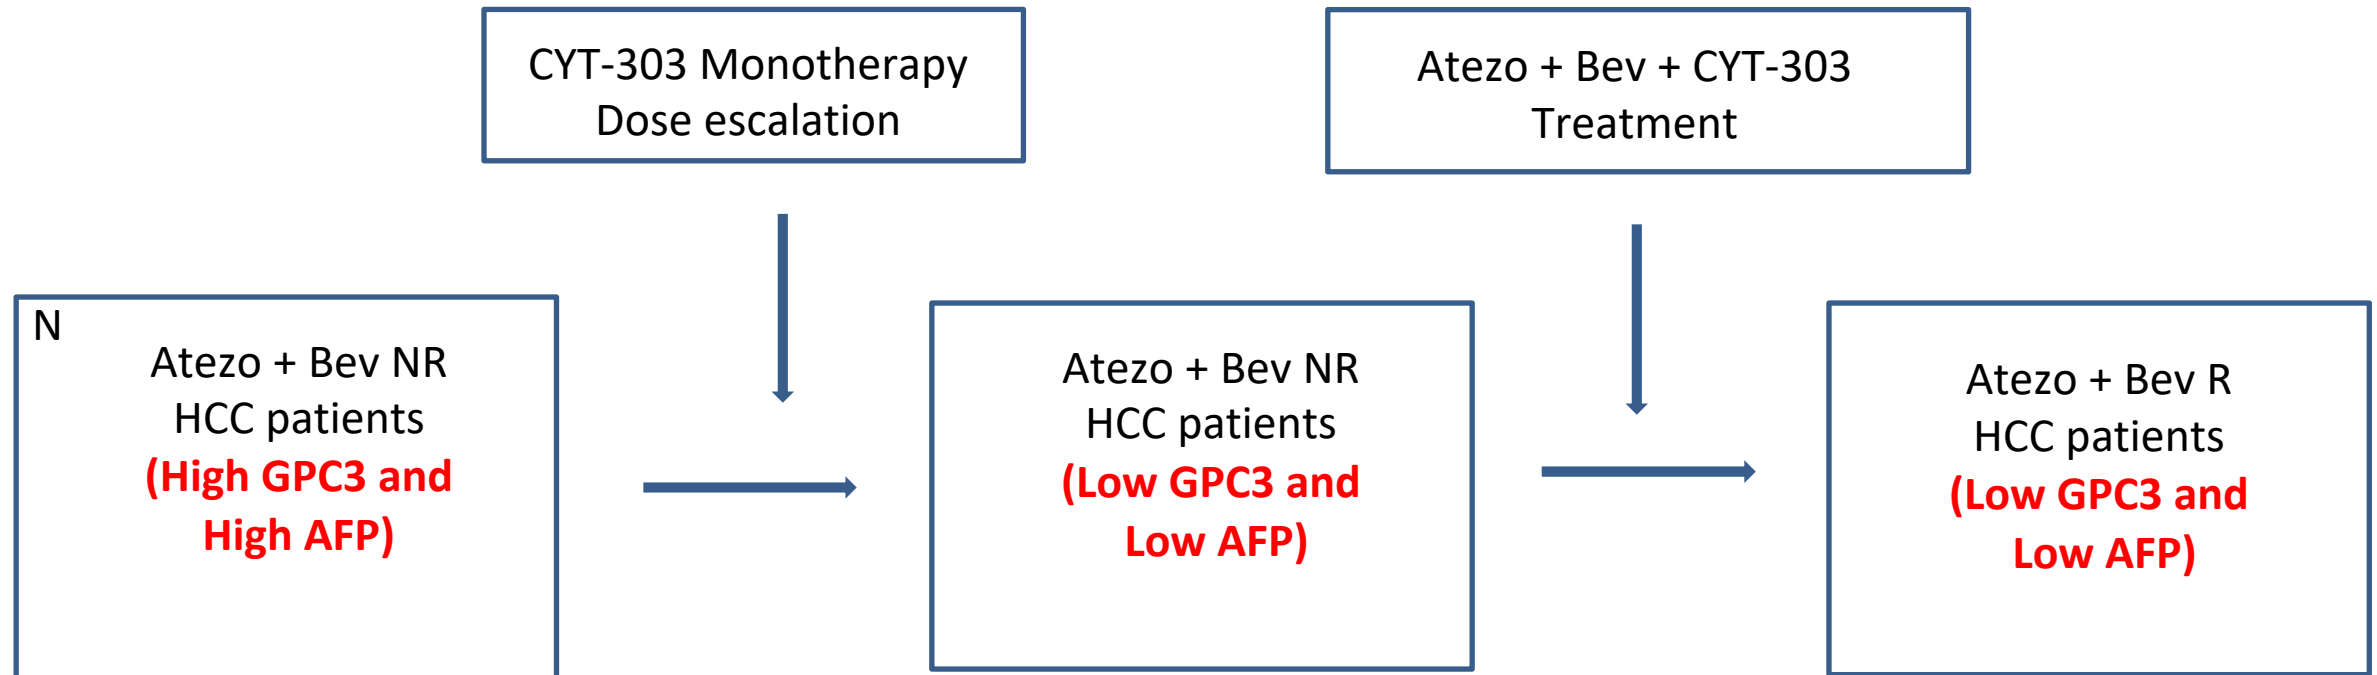 CYT-303 Monotherapy
Dose escalation
Atezo + Bev + CYT-303
Treatment
N
Atezo + Bev NR
HCC patients
(High GPC3 and
High AFP)
Atezo + Bev NR
HCC patients
(Low GPC3 and
Low AFP)
Atezo + Bev R
HCC patients
(Low GPC3 and
Low AFP)